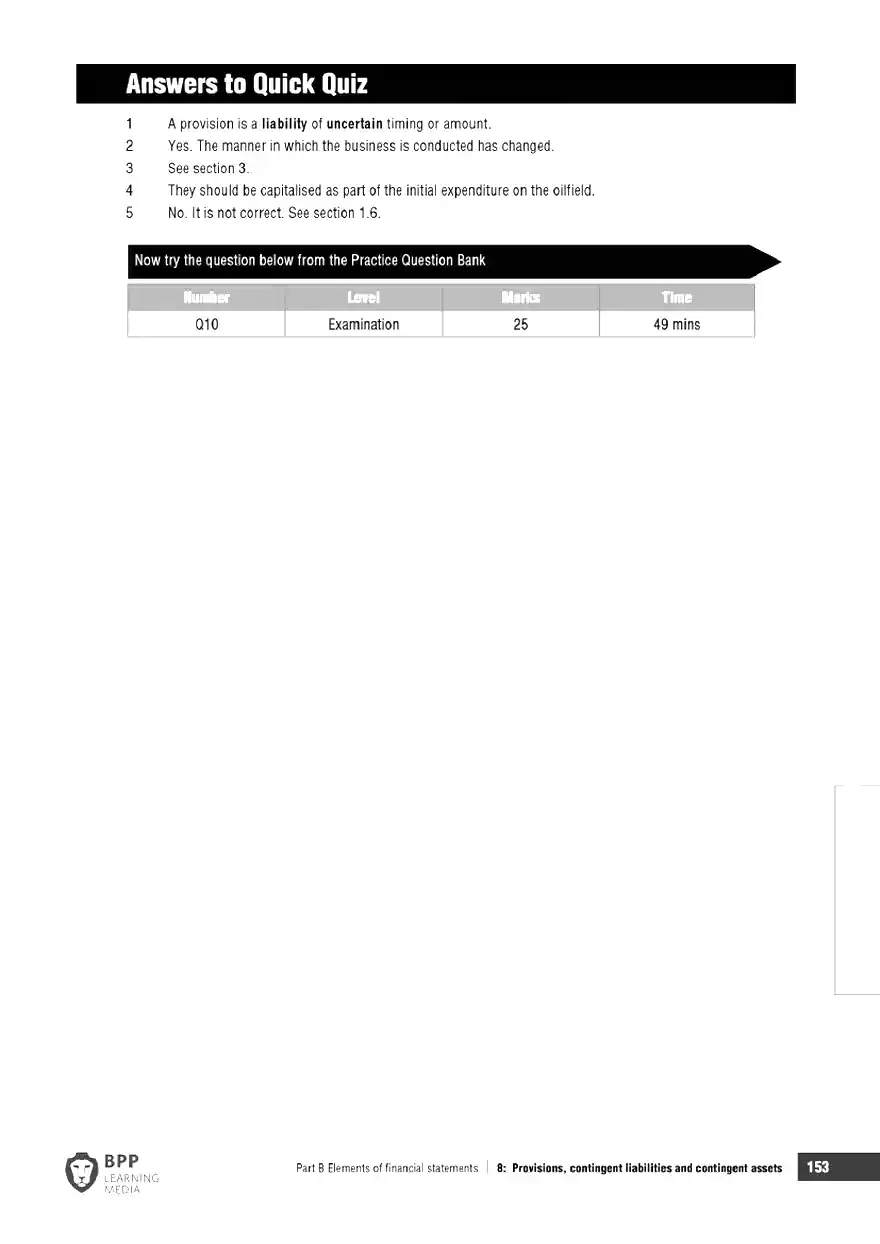 Answers to Quick Quiz
1 A provision is a liability of uncertain timing or amount.
2 Yes. The manner in which the business is conducted has changed.
3 See section 3.
4 They should be capitalised as part of the initial expenditure on the oilfield.
5 No. It is not correct. See section 1.6.
Now try the question below from the Practice Question Bank
Number Level Marks Time
Q10 Examination 25 49 mins
BPP
LEARNING
MEDIA
Part B Elements of financial statements | 8: Provisions, contingent liabilities and contingent assets 153